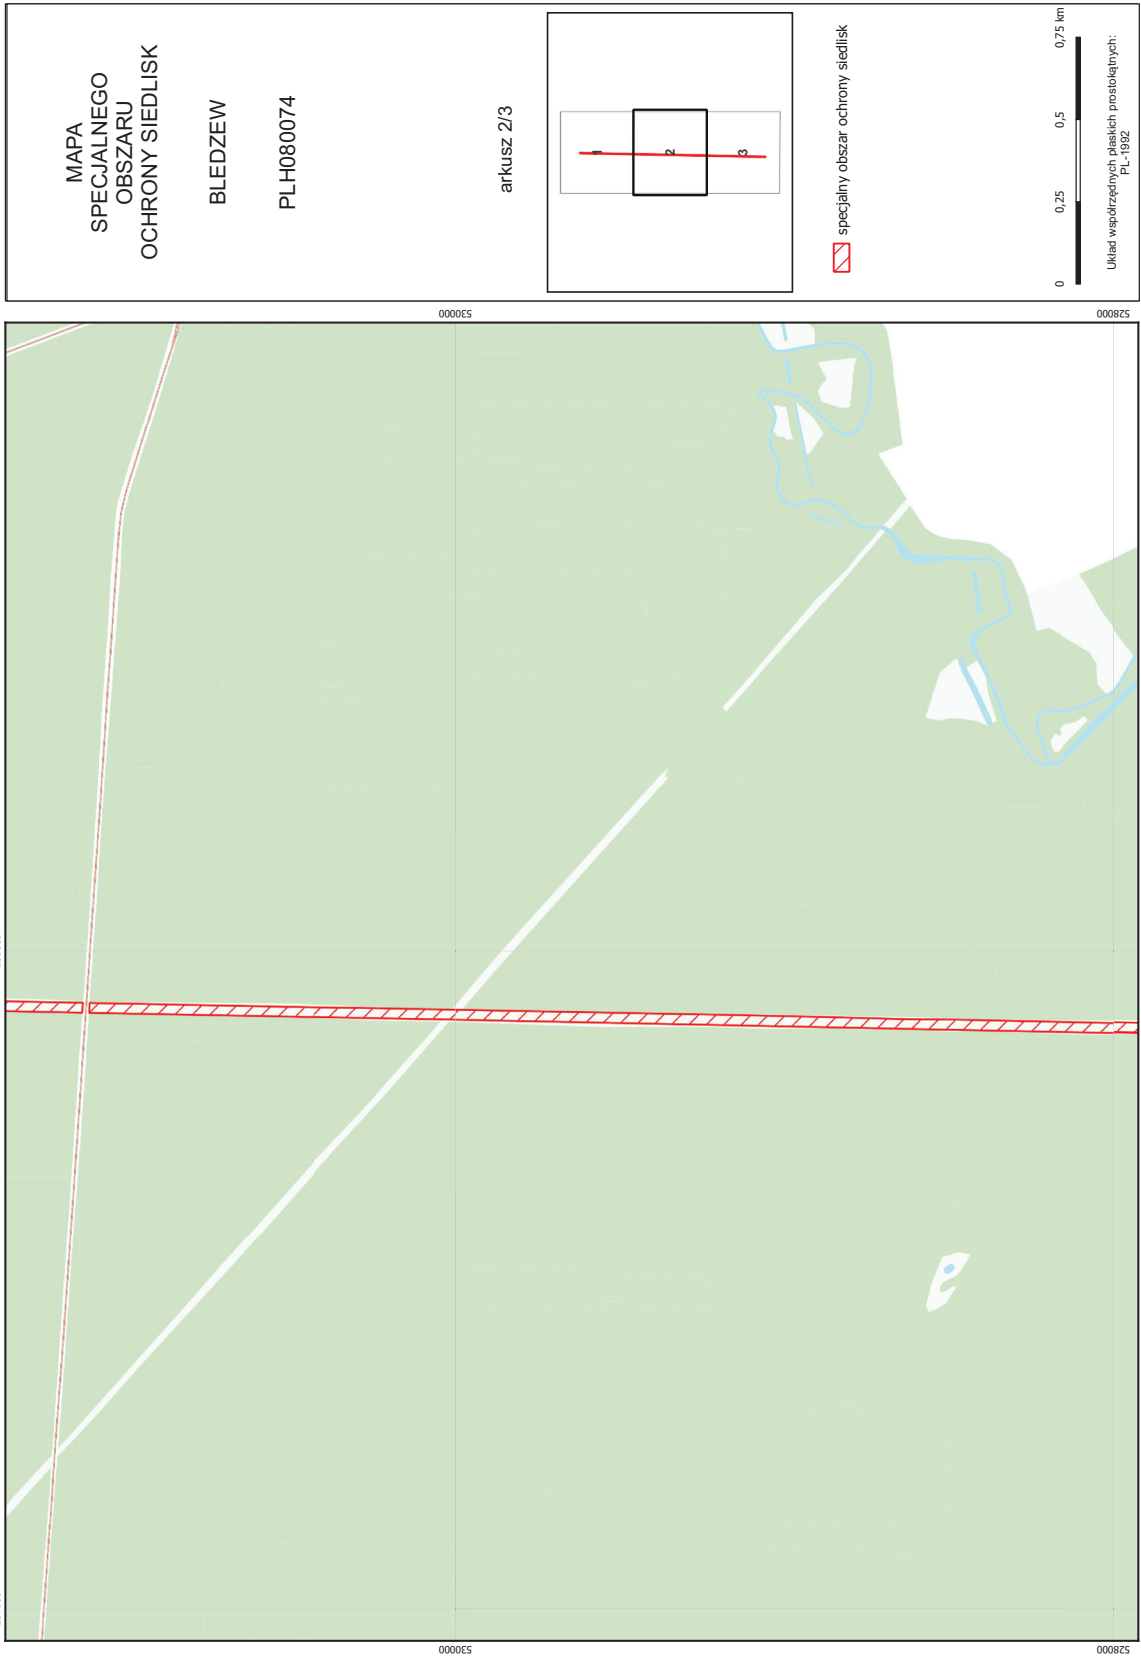 MAPA
SPECJALNEGO
OBSZARU
OCHRONY SIEDLISK
BLEDZEW
PLH080074
arkusz 2/3
1
2
3
specjalny obszar ochrony siedlisk
0 0,25 0,5 0,75 km
Układ współrzędnych płaskich prostokątnych:
PL-1992
530000
528000
530000
528000